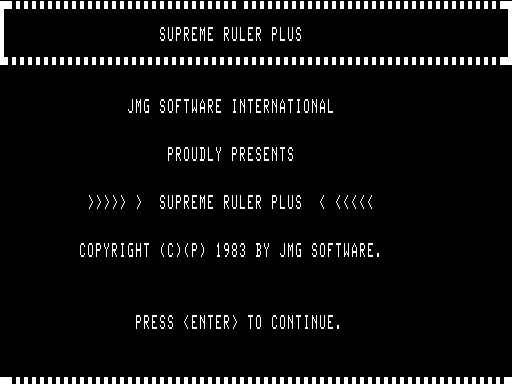 SUPREME RULER PLUS
JMG SOFTWARE INTERNATIONAL
PROUDLY PRESENTS
>>>>> >  SUPREME RULER PLUS  < <<<<<
COPYRIGHT (C)(P) 1983 BY JMG SOFTWARE.
PRESS <ENTER> TO CONTINUE.